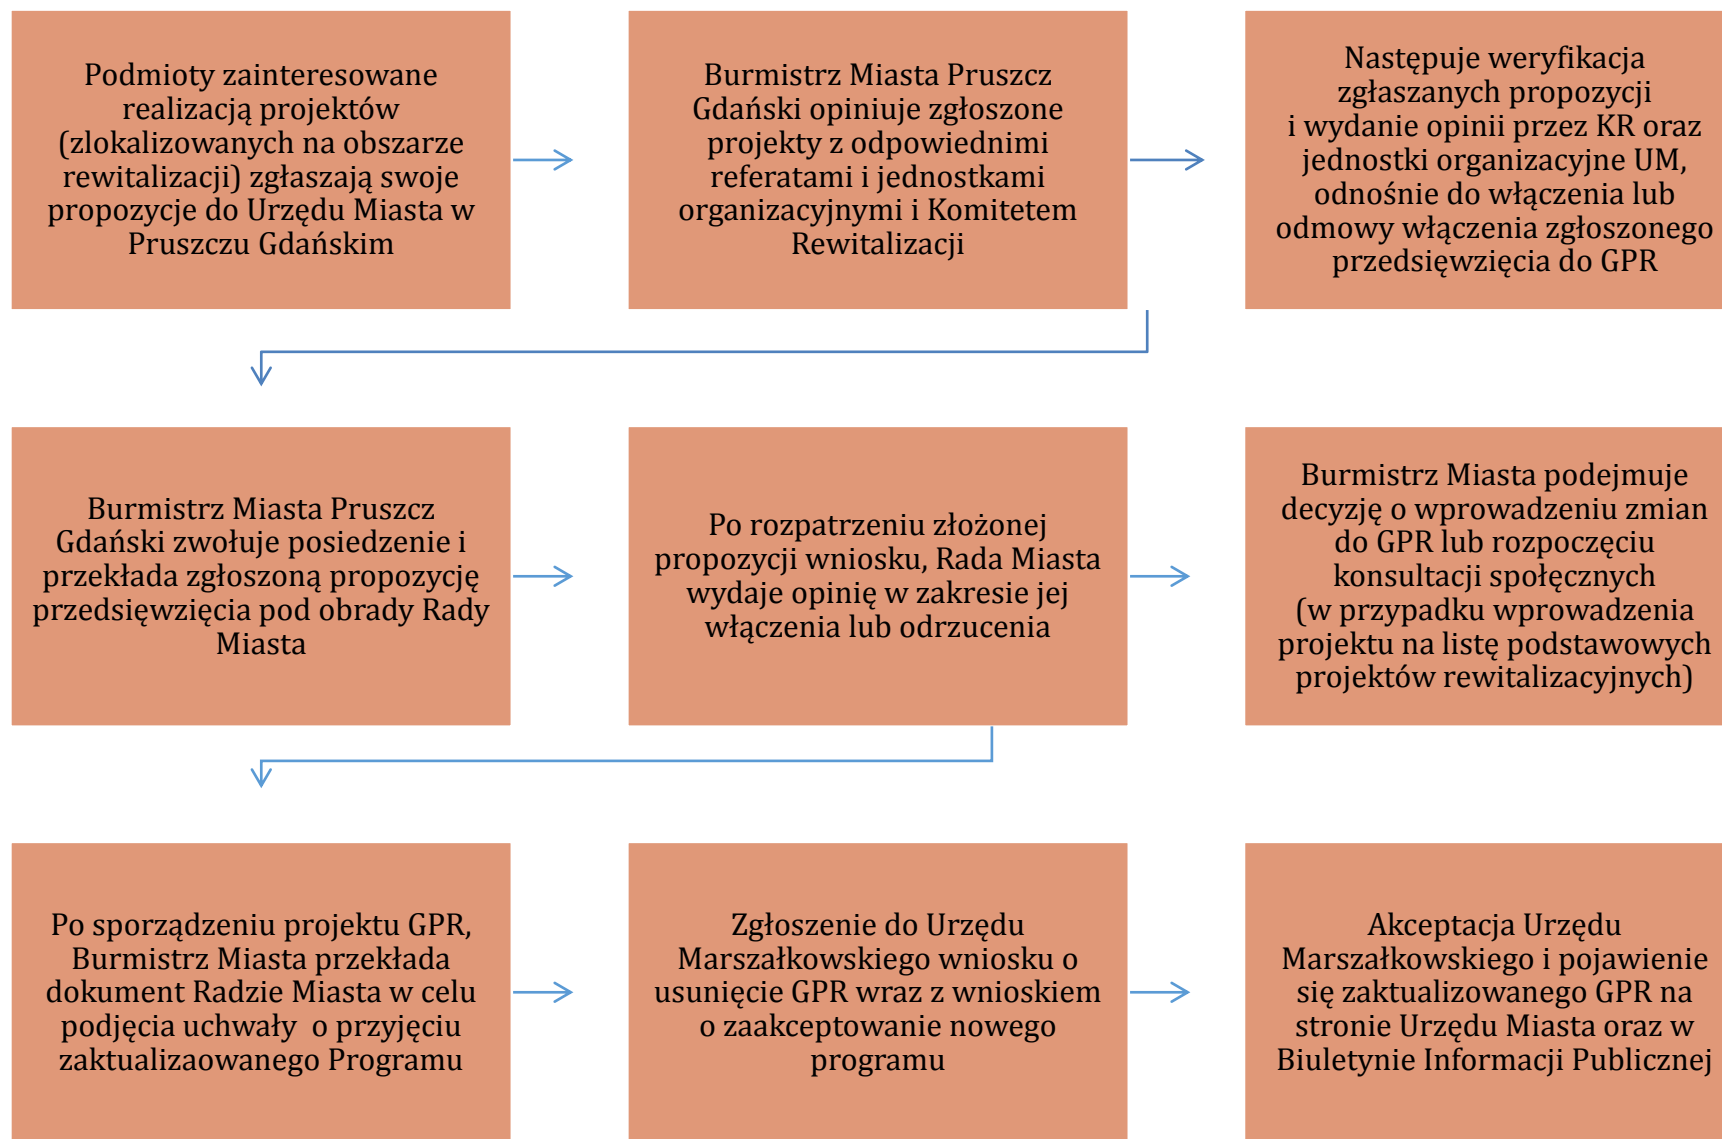 Podmioty zainteresowane
realizacją projektów
(zlokalizowanych na obszarze
rewitalizacji) zgłaszają swoje
propozycje do Urzędu Miasta w
Pruszczu Gdańskim
Burmistrz Miasta Pruszcz
Gdański opiniuje zgłoszone
projekty z odpowiednimi
referatami i jednostkami
organizacyjnymi i Komitetem
Rewitalizacji
Następuje weryfikacja
zgłaszanych propozycji
i wydanie opinii przez KR oraz
jednostki organizacyjne UM,
odnośnie do włączenia lub
odmowy włączenia zgłoszonego
przedsięwzięcia do GPR
Burmistrz Miasta Pruszcz
Gdański zwołuje posiedzenie i
przekłada zgłoszoną propozycję
przedsięwzięcia pod obrady Rady
Miasta
Po rozpatrzeniu złożonej
propozycji wniosku, Rada Miasta
wydaje opinię w zakresie jej
włączenia lub odrzucenia
Burmistrz Miasta podejmuje
decyzję o wprowadzeniu zmian
do GPR lub rozpoczęciu
konsultacji społęcznych
(w przypadku wprowadzenia
projektu na listę podstawowych
projektów rewitalizacyjnych)
Po sporządzeniu projektu GPR,
Burmistrz Miasta przekłada
dokument Radzie Miasta w celu
podjęcia uchwały o przyjęciu
zaktualizaowanego Programu
Zgłoszenie do Urzędu
Marszałkowskiego wniosku o
usunięcie GPR wraz z wnioskiem
o zaakceptowanie nowego
programu
Akceptacja Urzędu
Marszałkowskiego i pojawienie
się zaktualizowanego GPR na
stronie Urzędu Miasta oraz w
Biuletynie Informacji Publicznej